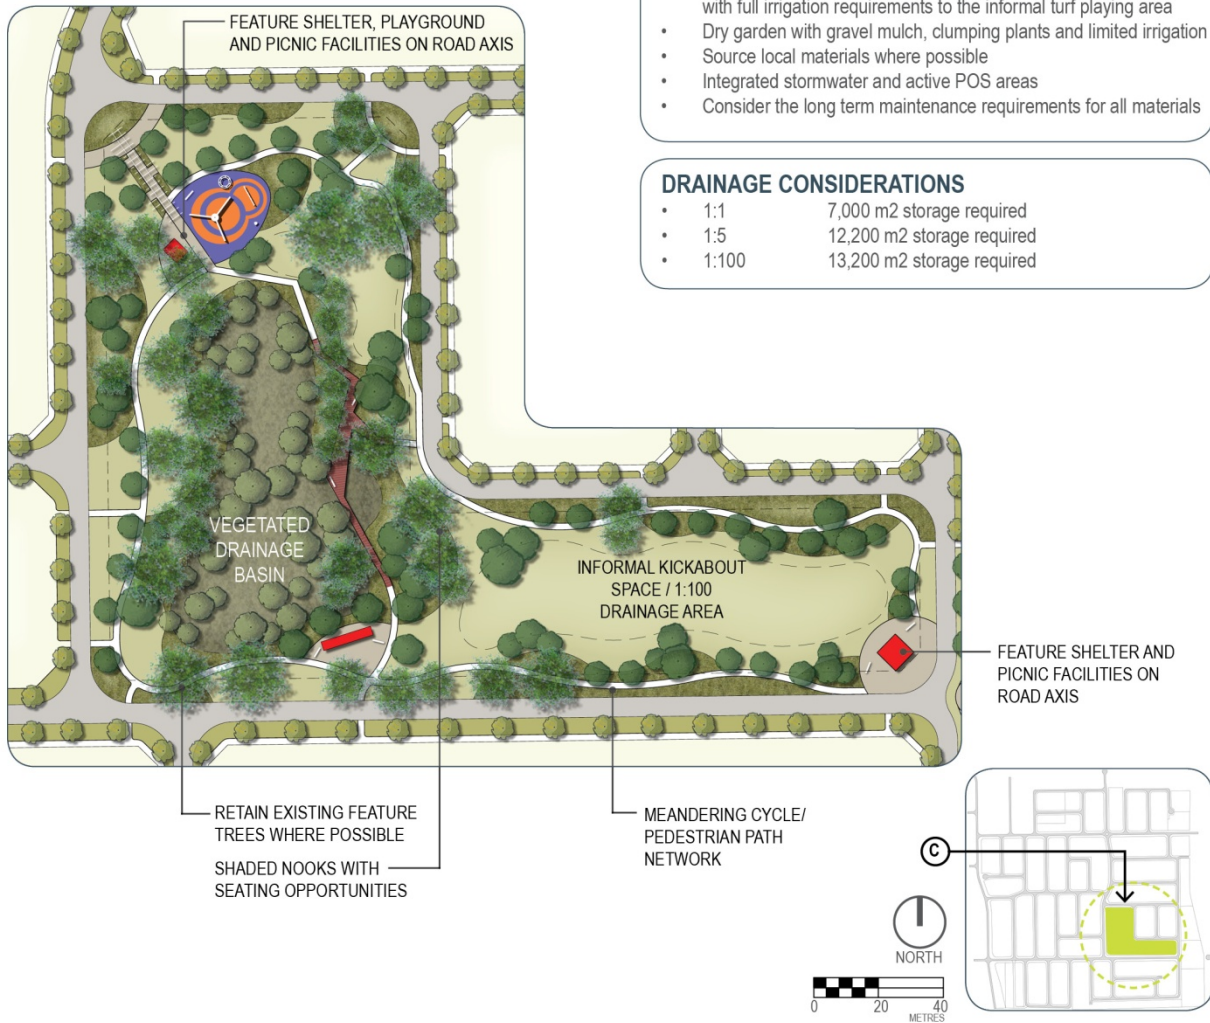 with full irrigation requirements to the informal turf playing area
• Dry garden with gravel mulch, clumping plants and limited irrigation
• Source local materials where possible
• Integrated stormwater and active POS areas
• Consider the long term maintenance requirements for all materials
DRAINAGE CONSIDERATIONS
• 1:1 7,000 m2 storage required
• 1:5 12,200 m2 storage required
• 1:100 13,200 m2 storage required
FEATURE SHELTER, PLAYGROUND
AND PICNIC FACILITIES ON ROAD AXIS
VEGETATED
DRAINAGE
BASIN
INFORMAL KICKABOUT
SPACE / 1:100
DRAINAGE AREA
FEATURE SHELTER AND
PICNIC FACILITIES ON
ROAD AXIS
RETAIN EXISTING FEATURE
TREES WHERE POSSIBLE
SHADED NOOKS WITH
SEATING OPPORTUNITIES
MEANDERING CYCLE/
PEDESTRIAN PATH
NETWORK
C
NORTH
0 20 40
METRES